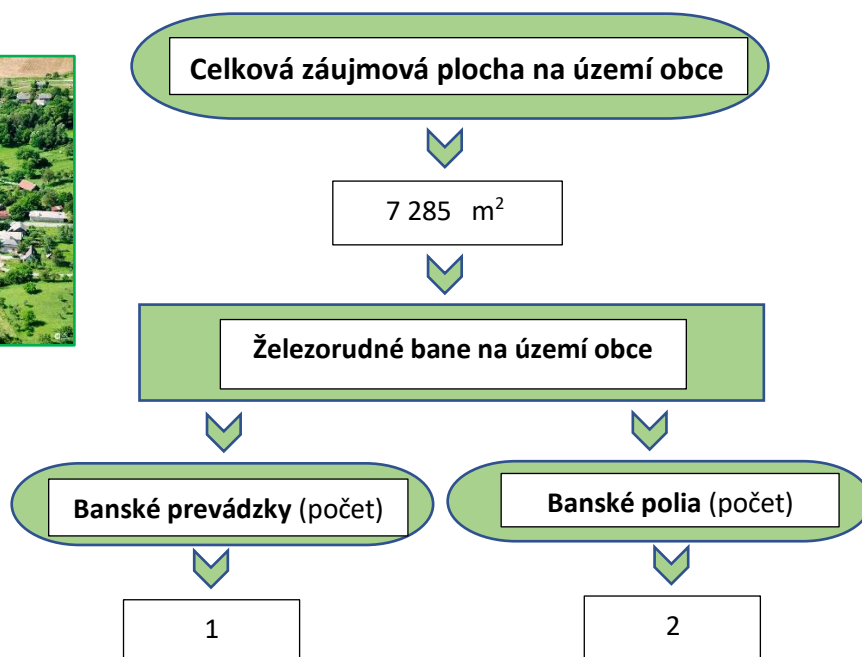 Celková záujmová plocha na území obce
7 285 m²
Železorudné bane na území obce
Banské prevádzky (počet)
Banské polia (počet)
1
2